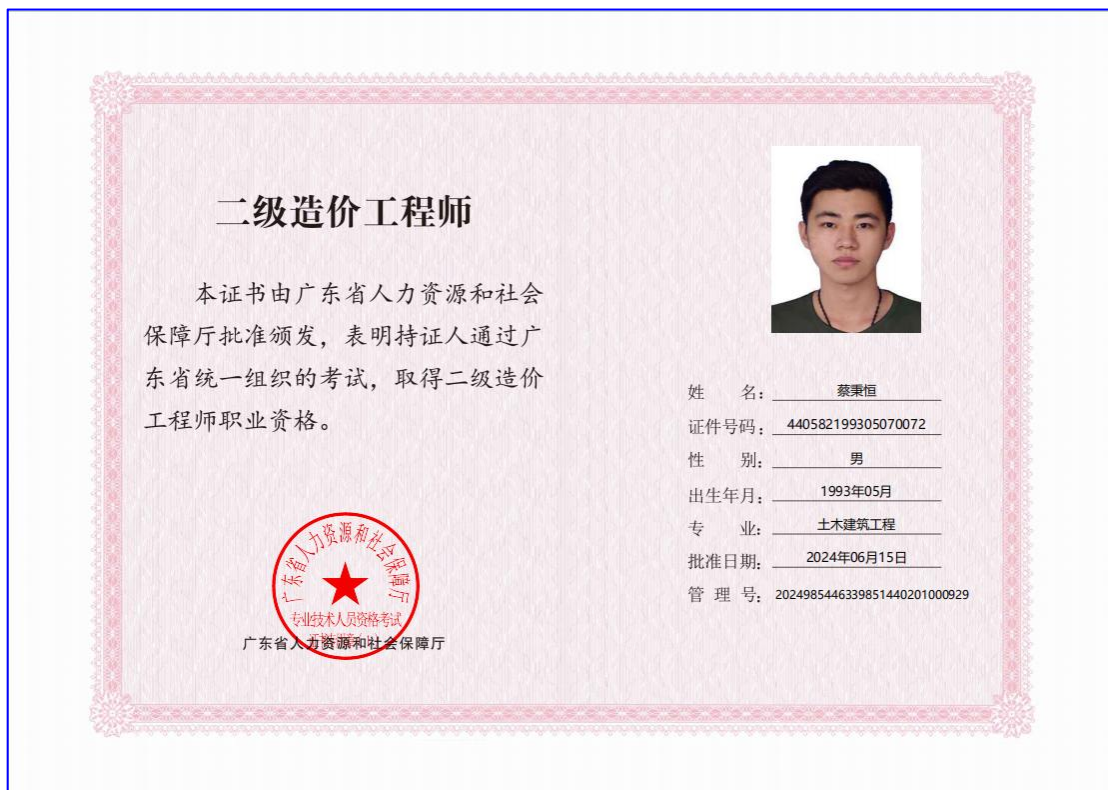 二级造价工程师
本证书由广东省人力资源和社会
保障厅批准颁发，表明持证人通过广
东省统一组织的考试，取得二级造价
工程师职业资格。
广东省人力资源和社会保障厅
专业技术人员资格考试
广东省人力资源和社会保障厅
姓 名：蔡秉恒
证件号码：440582199305070072
性 别：男
出生年月：1993年05月
专 业：土木建筑工程
批准日期：2024年06月15日
管 理 号：2024985446339851440201000929